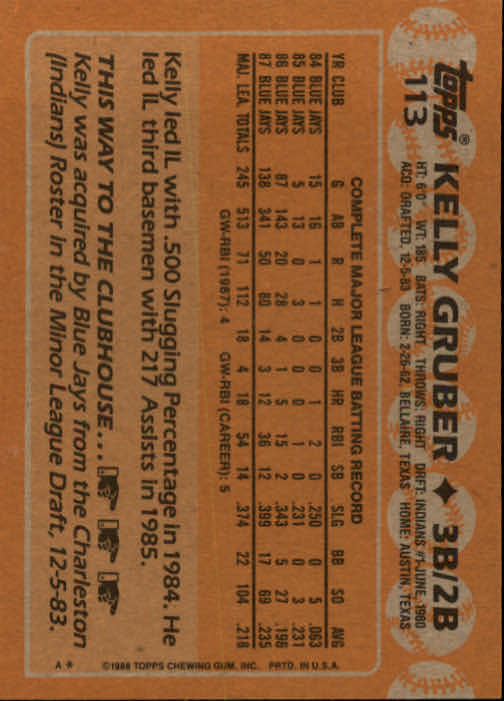 topps® KELLY GRUBER ✦ 3B/2B
113 HT: 6'0" WT: 185 BATS: RIGHT THROWS: RIGHT DRFT: INDIANS #1-JUNE, 1980
ACQ: DRAFTED, 12-5-83 BORN: 2-26-62, BELLAIRE, TEXAS HOME: AUSTIN, TEXAS
COMPLETE MAJOR LEAGUE BATTING RECORD
YR CLUB G AB R H 2B 3B HR RBI SB SLG BB SO AVG
84 BLUE JAYS 15 16 1 1 0 0 1 2 0 .250 0 5 .063
85 BLUE JAYS 5 13 0 3 0 0 0 1 0 .231 0 3 .231
86 BLUE JAYS 87 143 20 28 4 1 5 15 2 .343 5 27 .196
87 BLUE JAYS 138 341 50 80 14 3 12 36 12 .399 17 69 .235
MAJ. LEA. TOTALS 245 513 71 112 18 4 18 54 14 .374 22 104 .218
GW-RBI (1987): 4 GW-RBI (CAREER): 5
Kelly led IL with .500 Slugging Percentage in 1984. He
led IL third basemen with 217 Assists in 1985.
THIS WAY TO THE CLUBHOUSE...
Kelly was acquired by Blue Jays from the Charleston
(Indians) Roster in the Minor League Draft, 12-5-83.
A* ©1988 TOPPS CHEWING GUM, INC. PRTD. IN U.S.A.